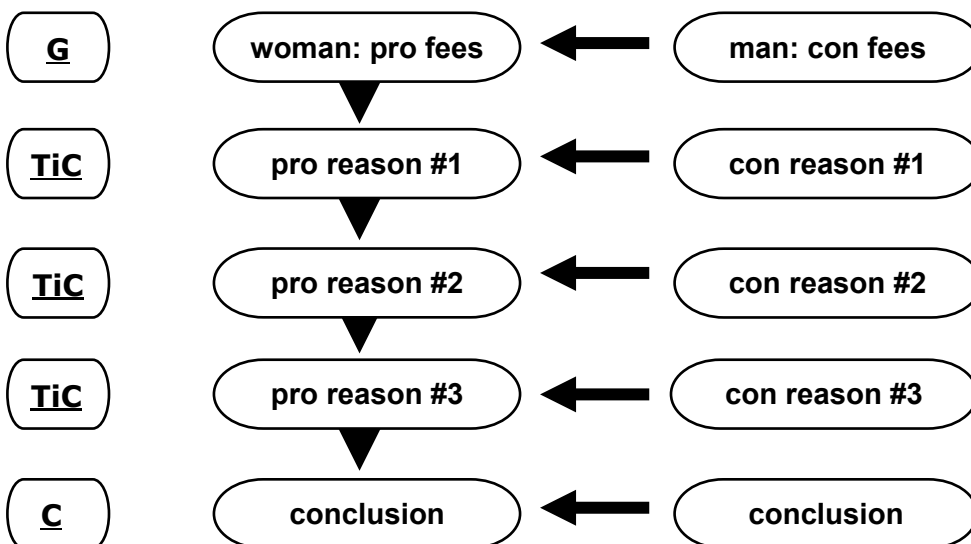 G woman: pro fees man: con fees
TiC pro reason #1 con reason #1
TiC pro reason #2 con reason #2
TiC pro reason #3 con reason #3
C conclusion conclusion